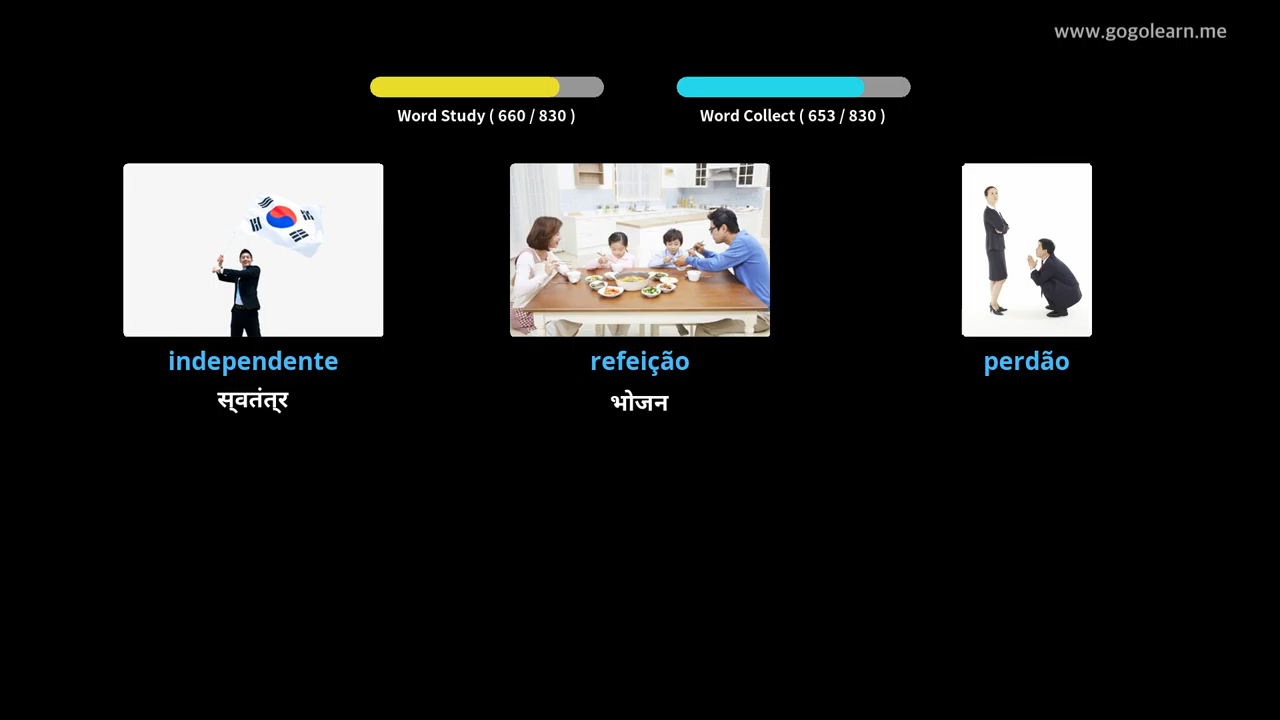 www.gogolearn.me
Word Study ( 660 / 830 )
Word Collect ( 653 / 830 )
independente
स्वतंत्र
refeição
भोजन
perdão